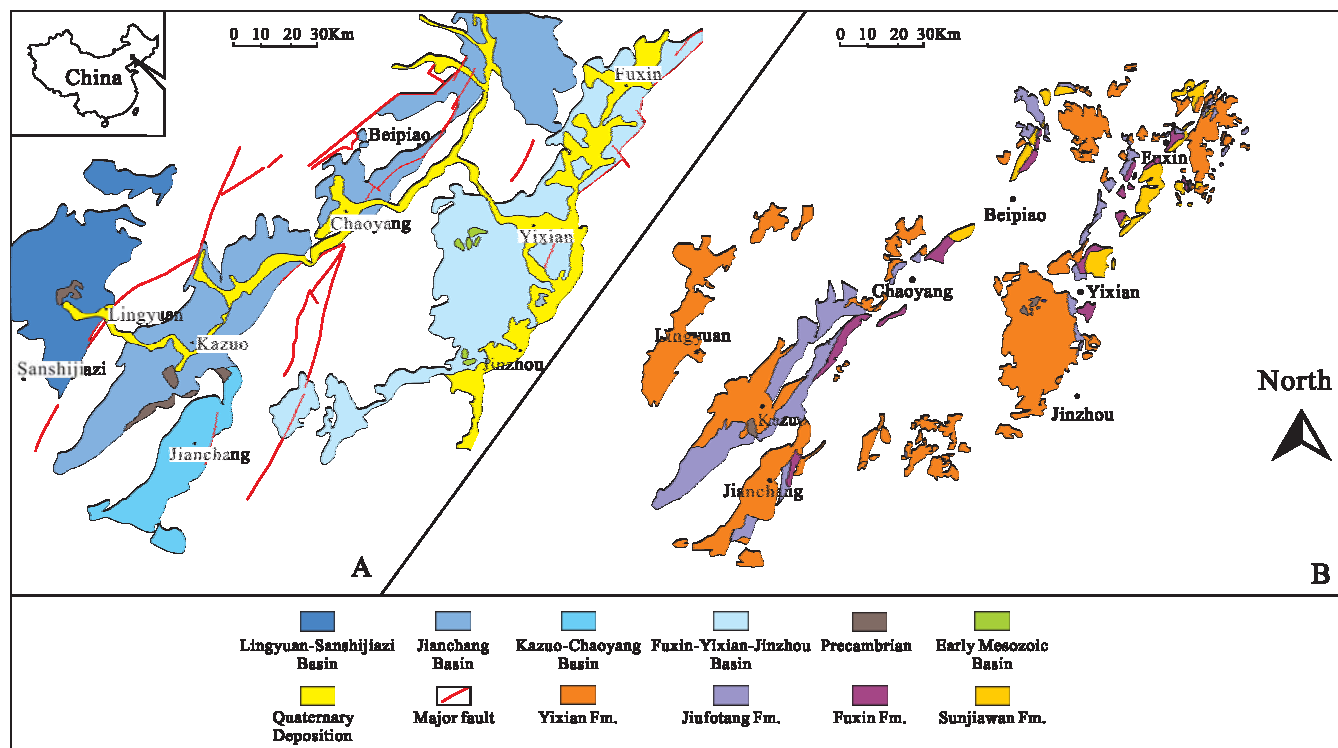 China
0 10 20 30Km
Fuxin
Beipiao
Chaoyang
Yixian
Lingyuan
Kazuo
Sanshijiazi
Jinzhou
Jianchang
A
0 10 20 30Km
Fuxin
Beipiao
Chaoyang
Yixian
Lingyuan
North
Jinzhou
Kazuo
Jianchang
B
Lingyuan-Sanshijiazi
Basin
Jianchang
Basin
Kazuo-Chaoyang
Basin
Fuxin-Yixian-Jinzhou
Basin
Precambrian
Early Mesozoic
Basin
Quaternary
Deposition
Major fault
Yixian Fm.
Jiufotang Fm.
Fuxin Fm.
Sunjiawan Fm.